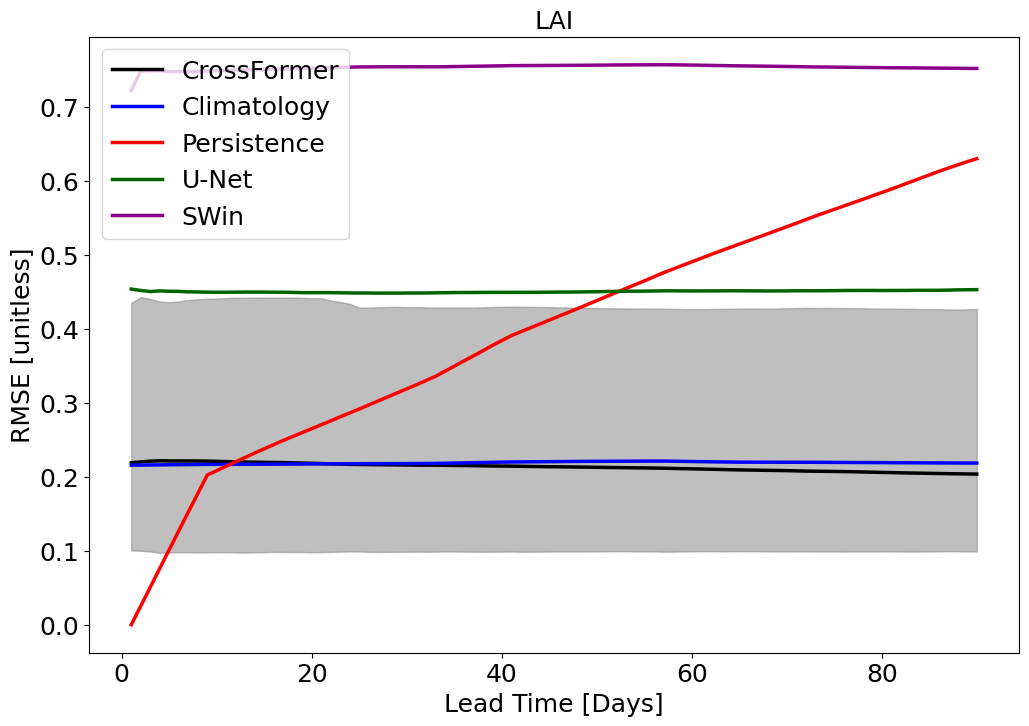 LAI
CrossFormer
Climatology
Persistence
U-Net
SWin
RMSE [unitless]
0.7
0.6
0.5
0.4
0.3
0.2
0.1
0.0
0 20 40 60 80
Lead Time [Days]